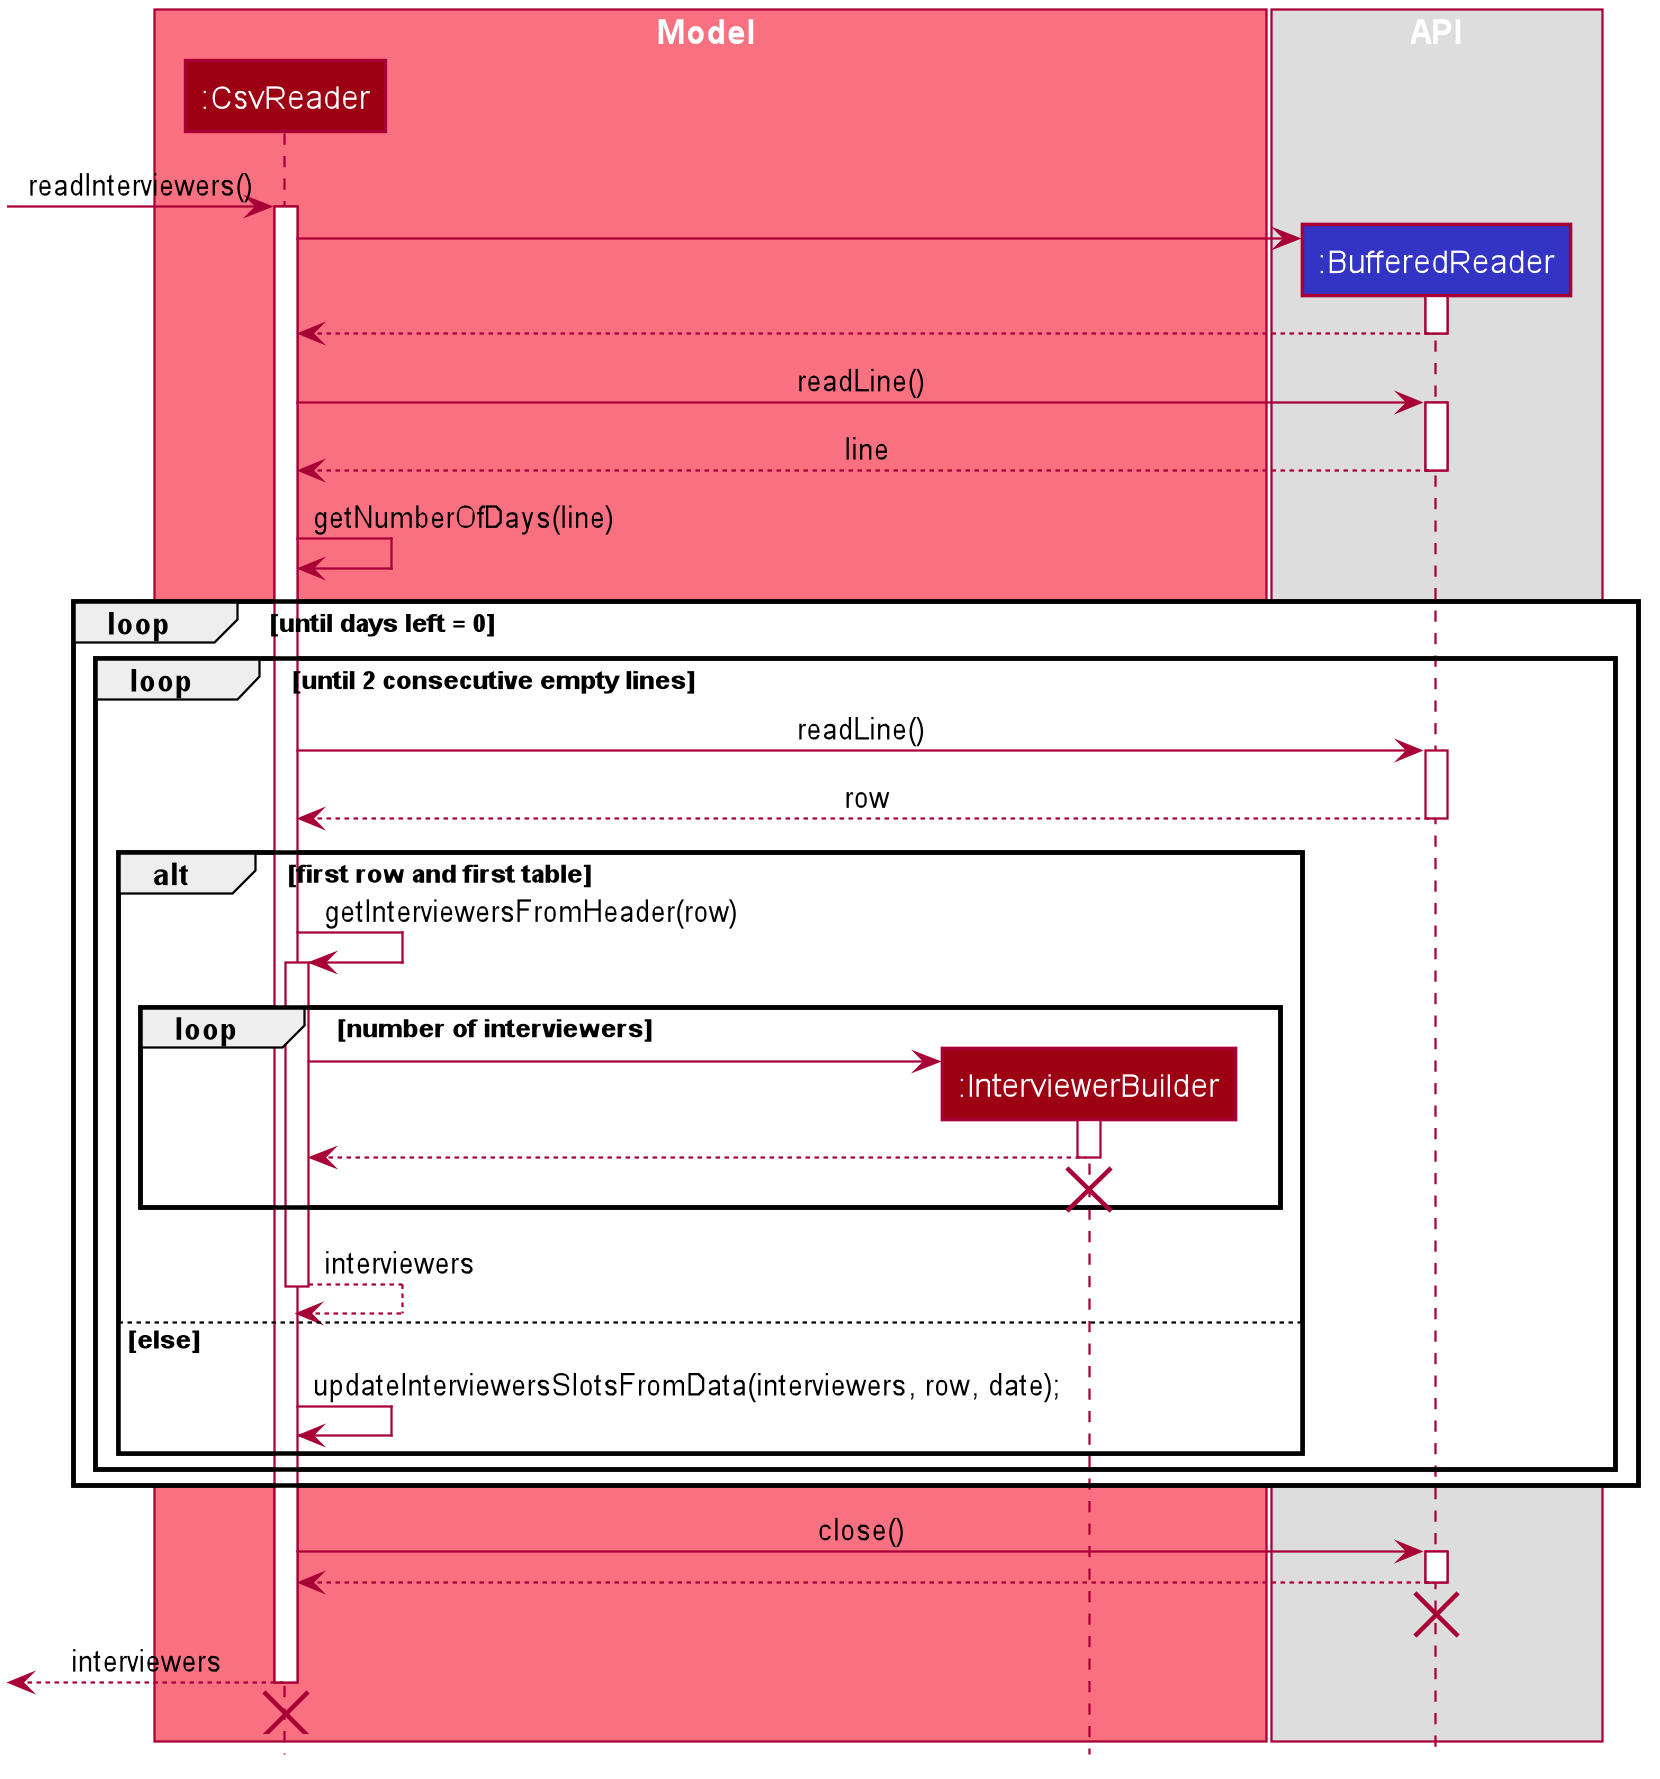 Model
API
:CsvReader
readInterviewers()
:BufferedReader
readLine()
line
getNumberOfDays(line)
loop
[until days left = 0]
loop
[until 2 consecutive empty lines]
readLine()
row
alt
[first row and first table]
getInterviewersFromHeader(row)
loop
[number of interviewers]
:InterviewerBuilder
interviewers
[else]
updateInterviewersSlotsFromData(interviewers, row, date);
close()
interviewers